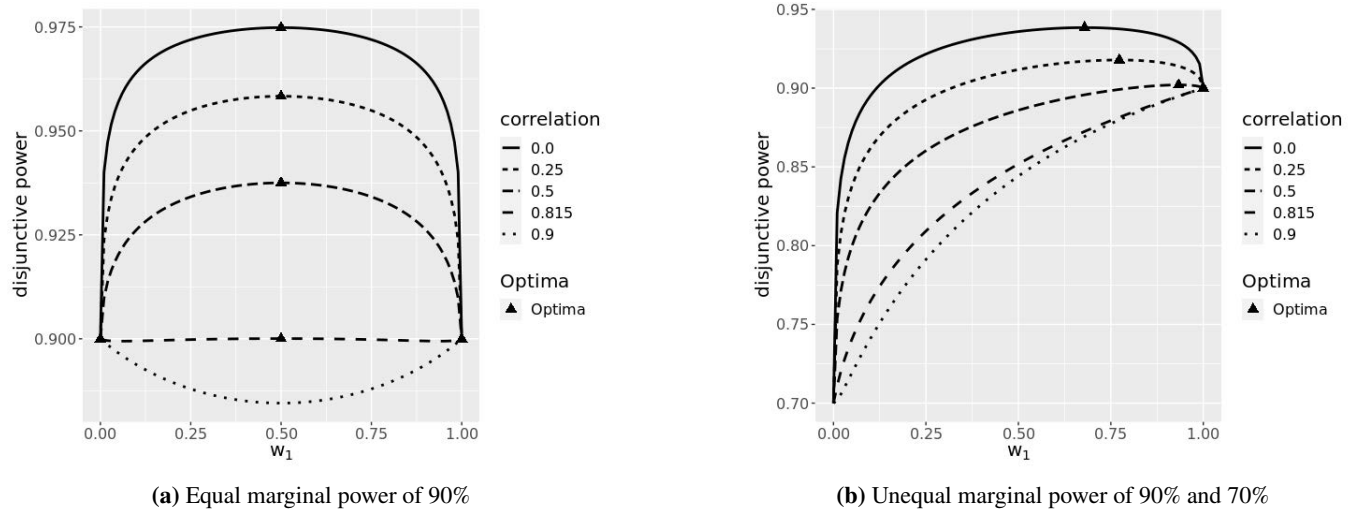 0.975
0.950
0.925
0.900
disjunctive power
0.00 0.25 0.50 0.75 1.00
w1
correlation
0.0
0.25
0.5
0.815
0.9
Optima
Optima
(a) Equal marginal power of 90%
0.95
0.90
0.85
0.80
0.75
0.70
disjunctive power
0.00 0.25 0.50 0.75 1.00
w1
correlation
0.0
0.25
0.5
0.815
0.9
Optima
Optima
(b) Unequal marginal power of 90% and 70%